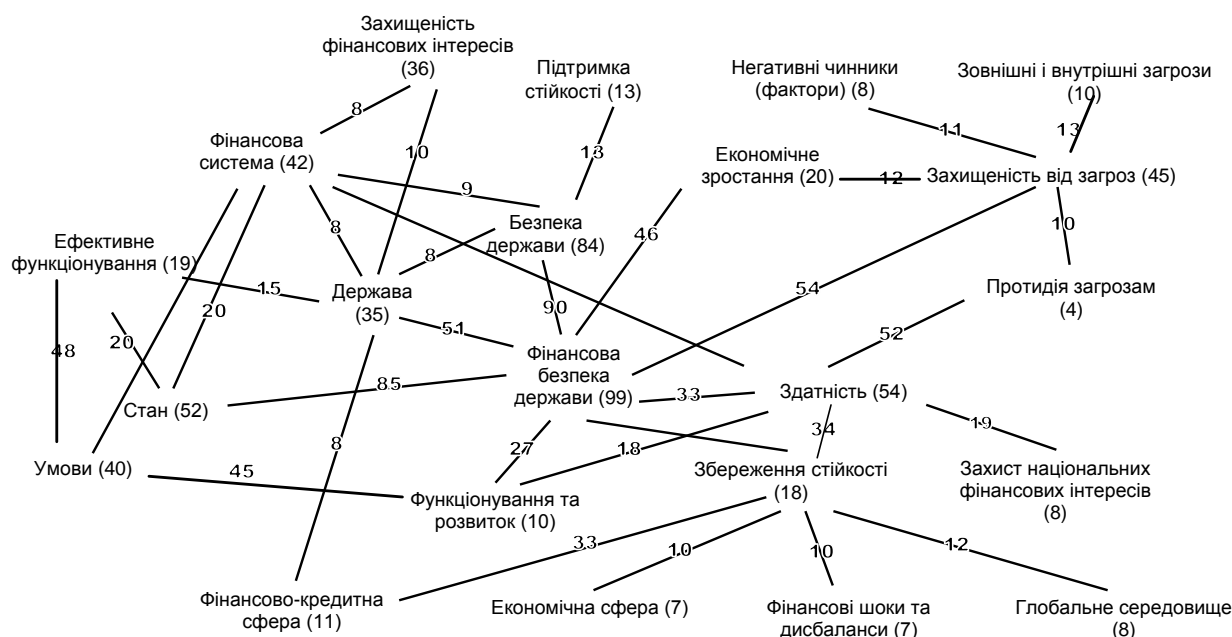 Захищеність
фінансових інтересів
(36)
Підтримка
стійкості (13)
Негативні чинники
(фактори) (8)
Зовнішні і внутрішні загрози
(10)
8
10
13
11
13
Фінансова
система (42)
Економічне
зростання (20)
12
Захищеність від загроз (45)
9
Безпека
держави (84)
8
8
46
10
Ефективне
функціонування (19)
15
Держава
(35)
90
54
Протидія загрозам
(4)
20
51
52
48
20
Фінансова
безпека
держави (99)
85
33
Здатність (54)
Стан (52)
34
19
8
27
18
Умови (40)
45
Збереження стійкості
(18)
Захист національних
фінансових інтересів
(8)
Функціонування та
розвиток (10)
33
10
10
12
Фінансово-кредитна
сфера (11)
Економічна сфера (7)
Фінансові шоки та
дисбаланси (7)
Глобальне середовище
(8)